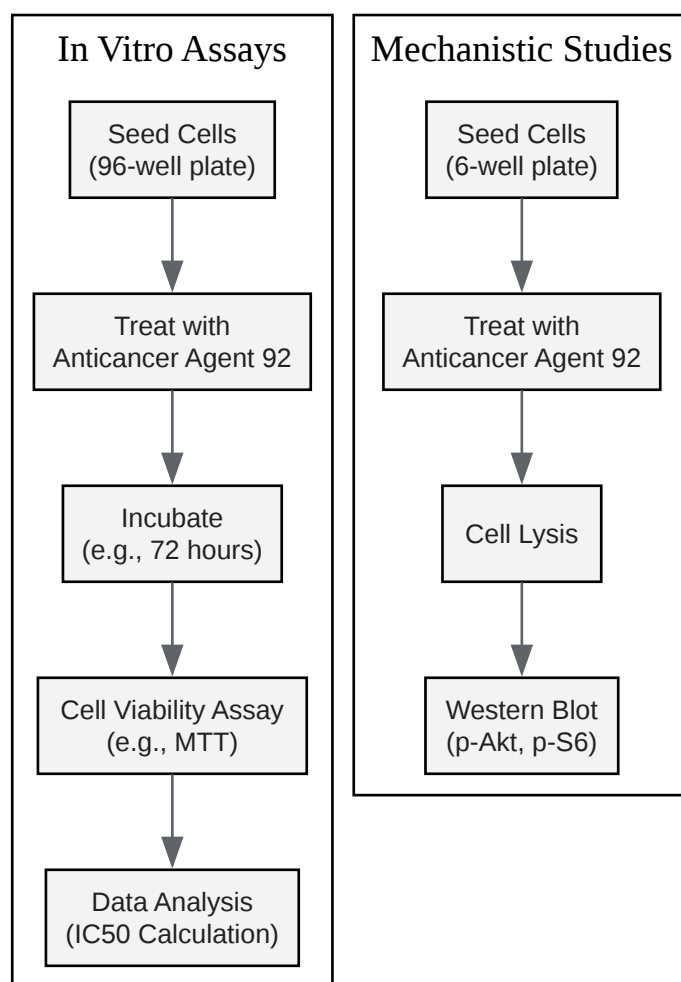 In Vitro Assays
Seed Cells
(96-well plate)
Treat with
Anticancer Agent 92
Incubate
(e.g., 72 hours)
Cell Viability Assay
(e.g., MTT)
Data Analysis
(IC50 Calculation)
Mechanistic Studies
Seed Cells
(6-well plate)
Treat with
Anticancer Agent 92
Cell Lysis
Western Blot
(p-Akt, p-S6)